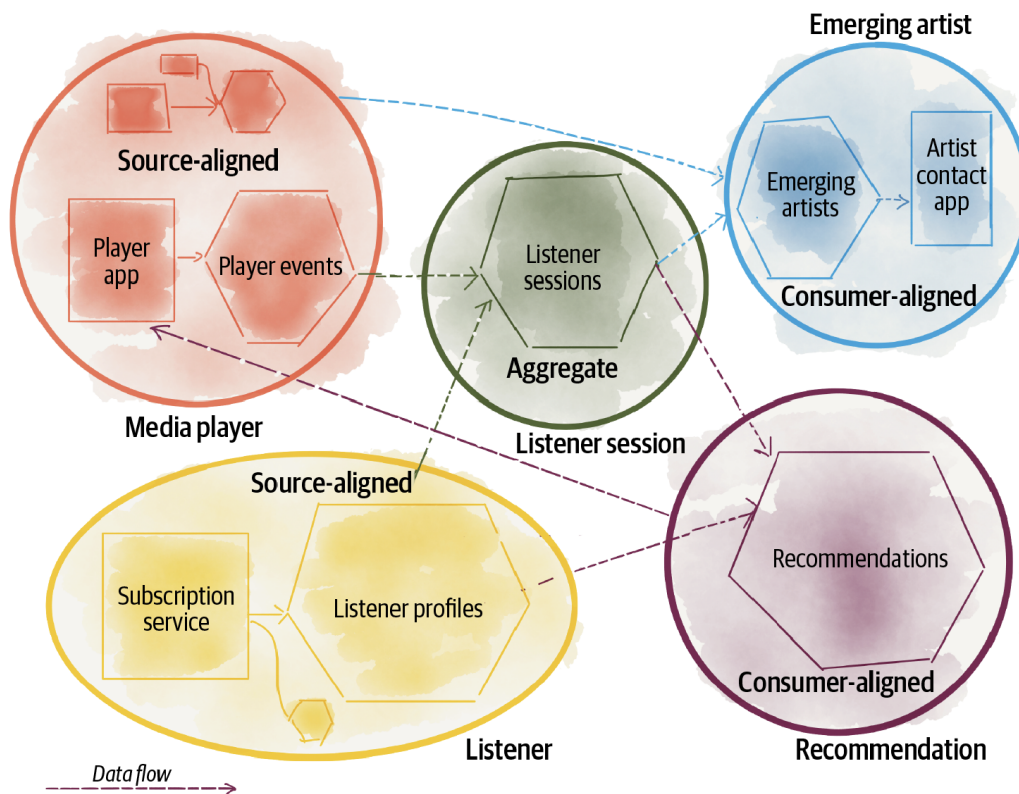 Emerging artist
Source-aligned
Player
app
Player events
Media player
Listener
sessions
Aggregate
Listener session
Emerging
artists
Artist
contact
app
Consumer-aligned
Source-aligned
Subscription
service
Listener profiles
Listener
Recommendations
Consumer-aligned
Recommendation
Data flow